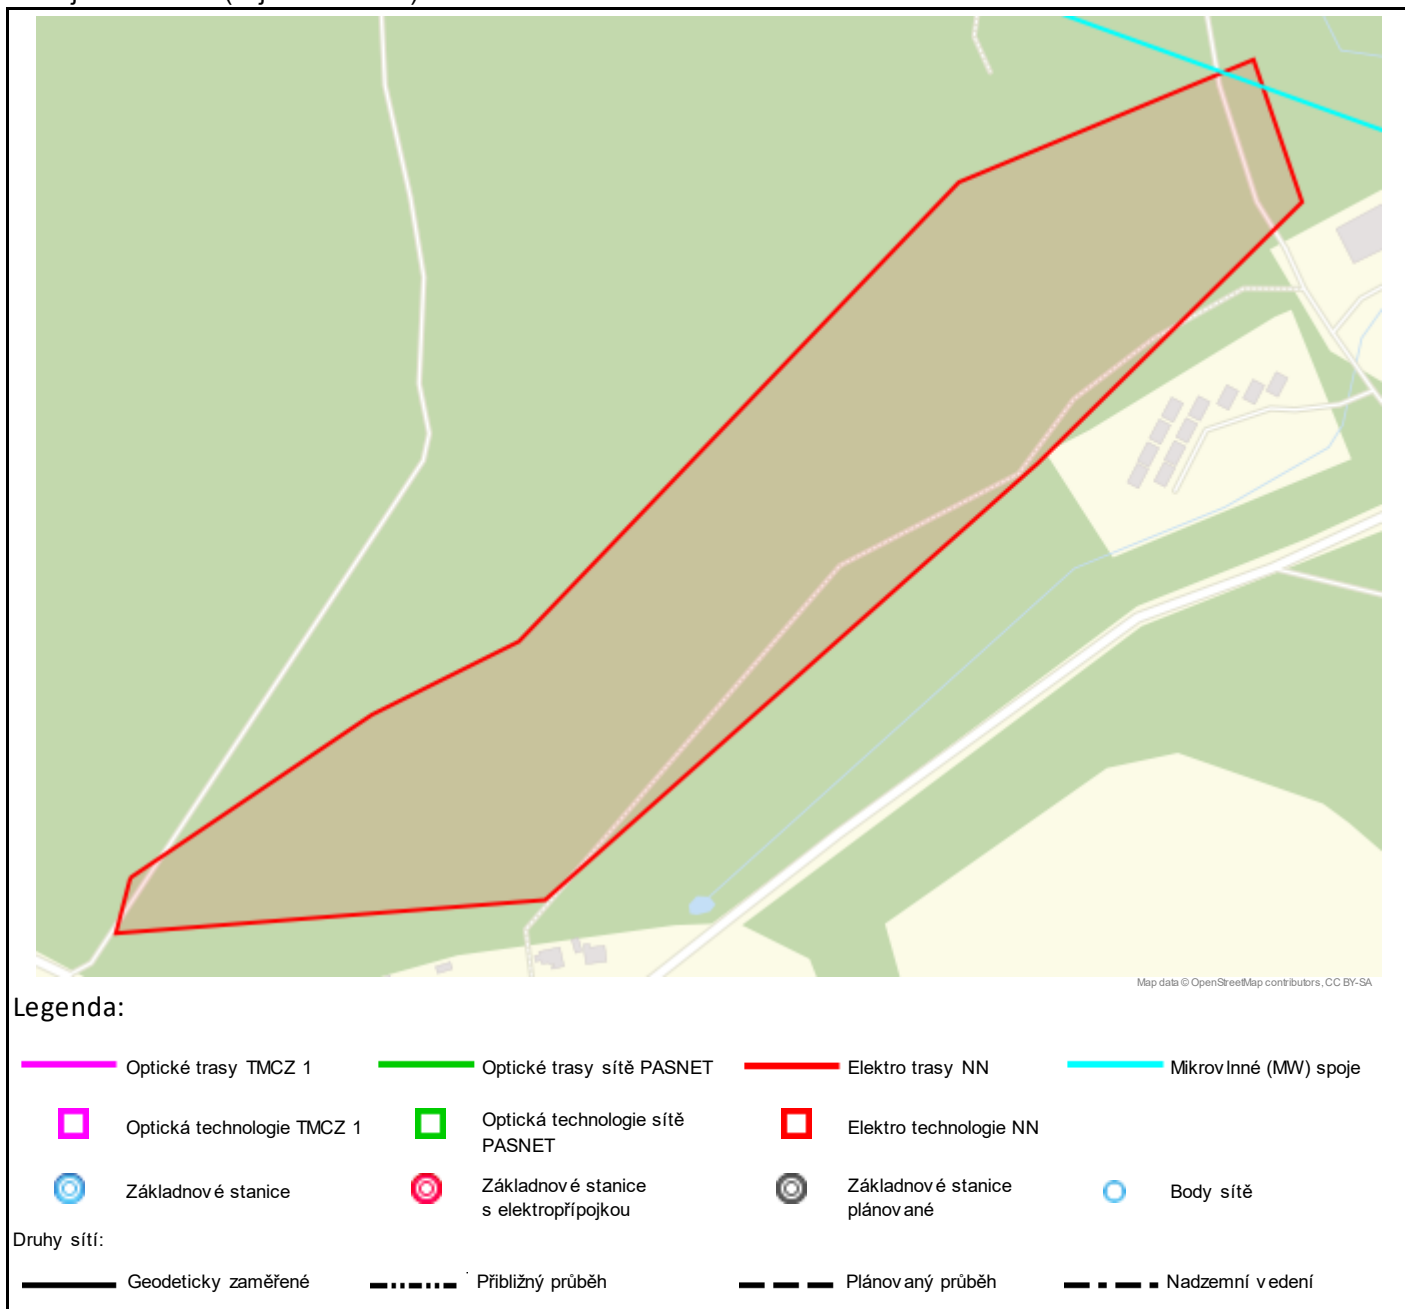 Map data © OpenStreetMap contributors, CC BY-SA
Legenda:
Optické trasy TMCZ 1
Optické trasy sítě PASNET
Elektro trasy NN
Mikrovlnné (MW) spoje
Optická technologie TMCZ 1
Optická technologie sítě
PASNET
Elektro technologie NN
Základnové stanice
Základnové stanice
s elektropřípojkou
Základnové stanice
plánované
Body sítě
Druhy sítí:
Geodeticky zaměřené
Přibližný průběh
Plánovaný průběh
Nadzemní vedení